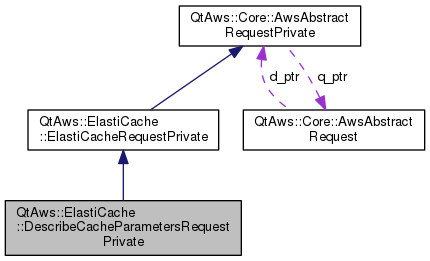 QtAws::Core::AwsAbstract
RequestPrivate
d_ptr
q_ptr
QtAws::ElastiCache
::ElastiCacheRequestPrivate
QtAws::Core::AwsAbstract
Request
QtAws::ElastiCache
::DescribeCacheParametersRequest
Private